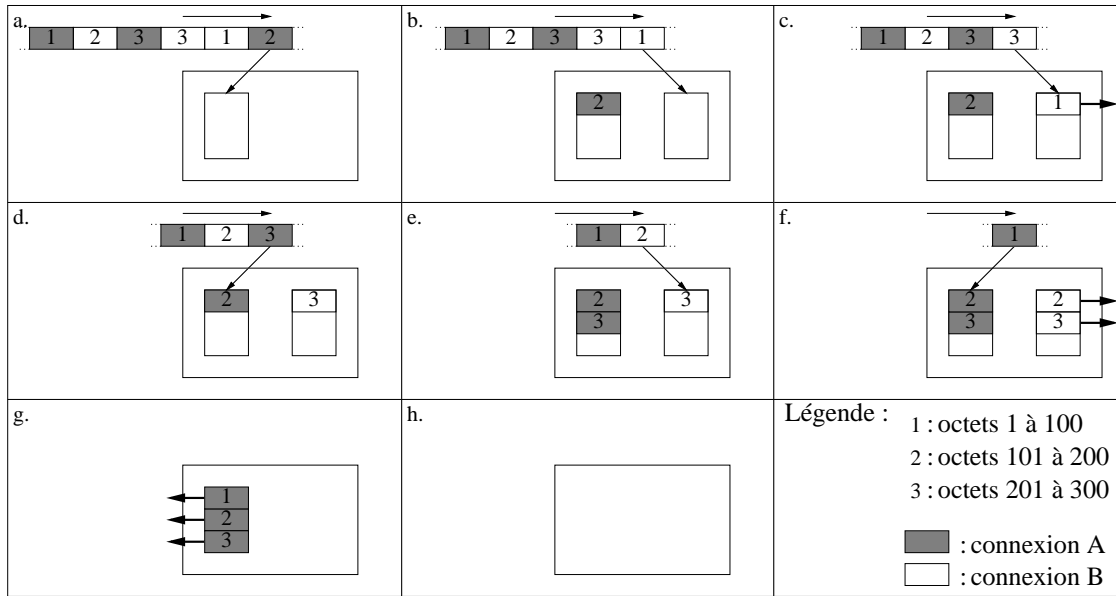 a.
1 2 3 3 1 2
b.
1 2 3 3 1
2
c.
1 2 3 3
2 1
d.
1 2 3
2 3
e.
1 2
2 3
3
f.
1
2 2
3 3
g.
1
2
3
h.
Légende :
1 : octets 1 à 100
2 : octets 101 à 200
3 : octets 201 à 300
: connexion A
: connexion B